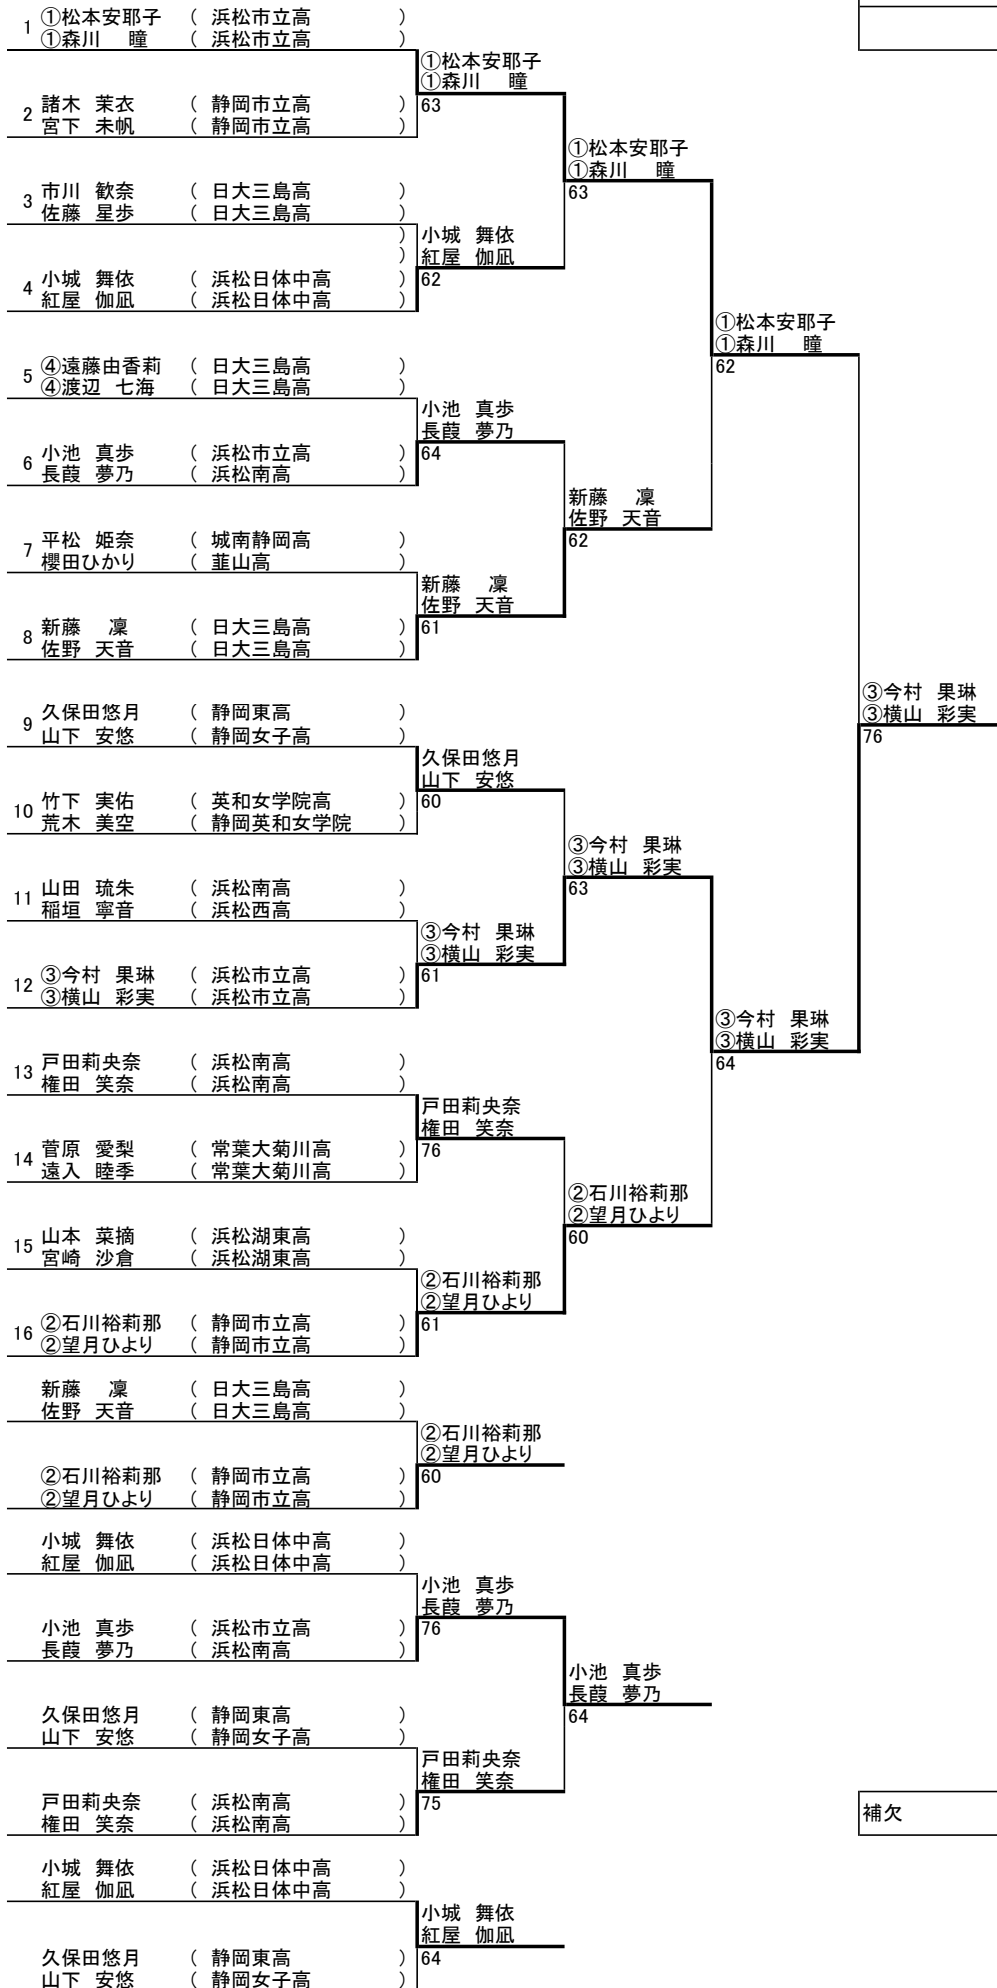 1 ①松本安耶子 ( 浜松市立高 )
①森川 瞳 ( 浜松市立高 )
①松本安耶子
①森川 瞳
63
2 諸木 茉衣 ( 静岡市立高 )
宮下 未帆 ( 静岡市立高 )
①松本安耶子
①森川 瞳
63
3 市川 歓奈 ( 日大三島高 )
佐藤 星歩 ( 日大三島高 )
)
)
小城 舞依
紅屋 伽凪
62
4 小城 舞依 ( 浜松日体中高 )
紅屋 伽凪 ( 浜松日体中高 )
①松本安耶子
①森川 瞳
62
5 ④遠藤由香莉 ( 日大三島高 )
④渡辺 七海 ( 日大三島高 )
小池 真歩
長葭 夢乃
64
6 小池 真歩 ( 浜松市立高 )
長葭 夢乃 ( 浜松南高 )
新藤 凜
佐野 天音
62
7 平松 姫奈 ( 城南静岡高 )
櫻田ひかり ( 韮山高 )
新藤 凜
佐野 天音
61
8 新藤 凜 ( 日大三島高 )
佐野 天音 ( 日大三島高 )
③今村 果琳
③横山 彩実
76
9 久保田悠月 ( 静岡東高 )
山下 安悠 ( 静岡女子高 )
久保田悠月
山下 安悠
60
10 竹下 実佑 ( 英和女学院高 )
荒木 美空 ( 静岡英和女学院 )
③今村 果琳
③横山 彩実
63
11 山田 琉朱 ( 浜松南高 )
稲垣 寧音 ( 浜松西高 )
③今村 果琳
③横山 彩実
61
12 ③今村 果琳 ( 浜松市立高 )
③横山 彩実 ( 浜松市立高 )
③今村 果琳
③横山 彩実
64
13 戸田莉央奈 ( 浜松南高 )
権田 笑奈 ( 浜松南高 )
戸田莉央奈
権田 笑奈
76
14 菅原 愛梨 ( 常葉大菊川高 )
遠入 睦季 ( 常葉大菊川高 )
②石川裕莉那
②望月ひより
60
15 山本 菜摘 ( 浜松湖東高 )
宮崎 沙倉 ( 浜松湖東高 )
②石川裕莉那
②望月ひより
61
16 ②石川裕莉那 ( 静岡市立高 )
②望月ひより ( 静岡市立高 )
新藤 凜 ( 日大三島高 )
佐野 天音 ( 日大三島高 )
②石川裕莉那
②望月ひより
60
②石川裕莉那 ( 静岡市立高 )
②望月ひより ( 静岡市立高 )
小城 舞依 ( 浜松日体中高 )
紅屋 伽凪 ( 浜松日体中高 )
小池 真歩
長葭 夢乃
76
小池 真歩 ( 浜松市立高 )
長葭 夢乃 ( 浜松南高 )
小池 真歩
長葭 夢乃
64
久保田悠月 ( 静岡東高 )
山下 安悠 ( 静岡女子高 )
戸田莉央奈
権田 笑奈
75
戸田莉央奈 ( 浜松南高 )
権田 笑奈 ( 浜松南高 )
補欠
小城 舞依 ( 浜松日体中高 )
紅屋 伽凪 ( 浜松日体中高 )
小城 舞依
紅屋 伽凪
64
久保田悠月 ( 静岡東高 )
山下 安悠 ( 静岡女子高 )